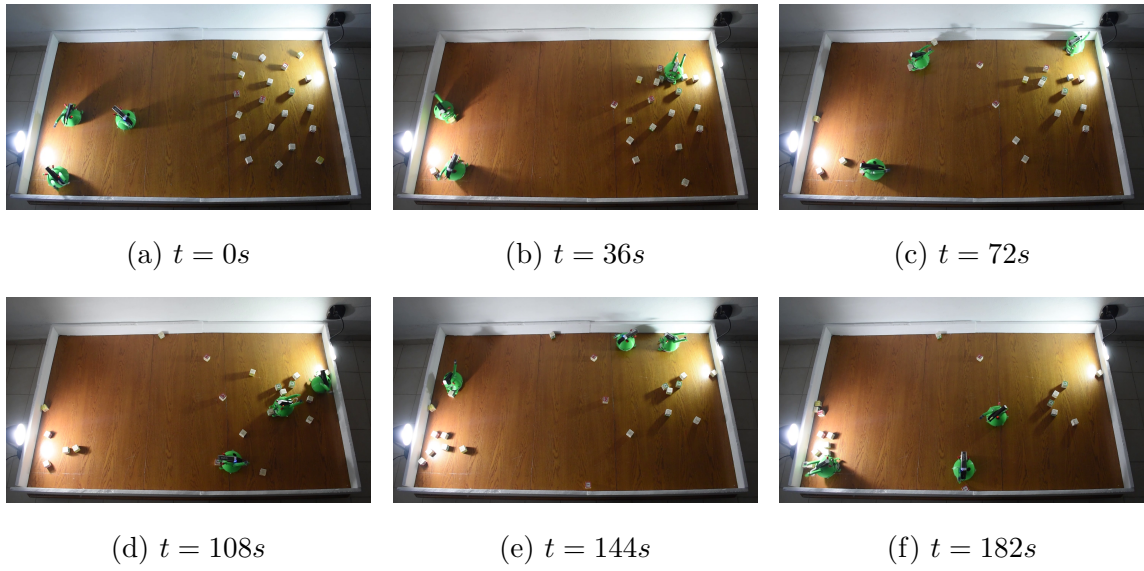 (a) t = 0s
(b) t = 36s
(c) t = 72s
(d) t = 108s
(e) t = 144s
(f) t = 182s